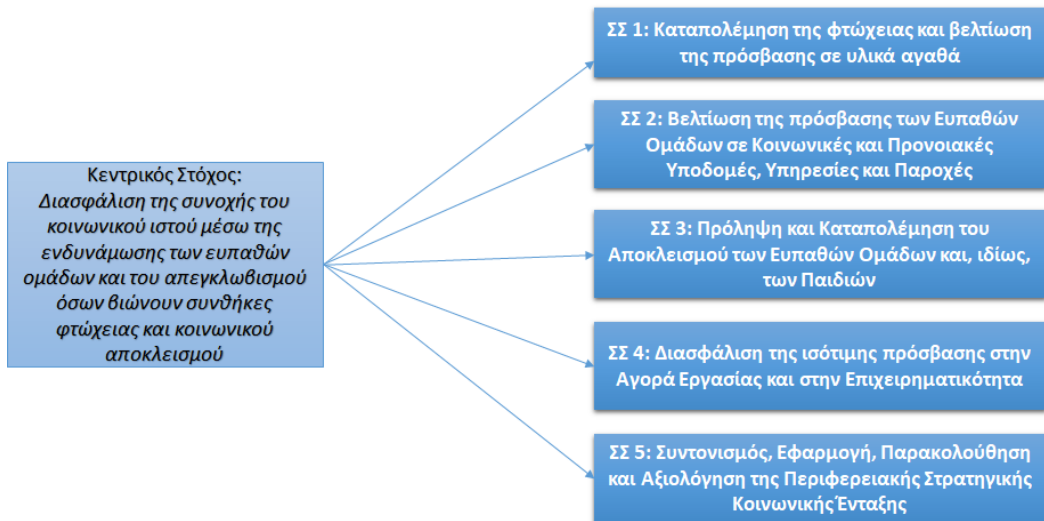 Κεντρικός Στόχος:
Διασφάλιση της συνοχής του
κοινωνικού ιστού μέσω της
ενδυνάμωσης των ευπαθών
ομάδων και του απεγκλωβισμού
όσων βιώνουν συνθήκες
φτώχειας και κοινωνικού
αποκλεισμού
ΣΣ 1: Καταπολέμηση της φτώχειας και βελτίωση
της πρόσβασης σε υλικά αγαθά
ΣΣ 2: Βελτίωση της πρόσβασης των Ευπαθών
Ομάδων σε Κοινωνικές και Προνοιακές
Υποδομές, Υπηρεσίες και Παροχές
ΣΣ 3: Πρόληψη και Καταπολέμηση του
Αποκλεισμού των Ευπαθών Ομάδων και, ιδίως,
των Παιδιών
ΣΣ 4: Διασφάλιση της ισότιμης πρόσβασης στην
Αγορά Εργασίας και στην Επιχειρηματικότητα
ΣΣ 5: Συντονισμός, Εφαρμογή, Παρακολούθηση
και Αξιολόγηση της Περιφερειακής Στρατηγικής
Κοινωνικής Ένταξης